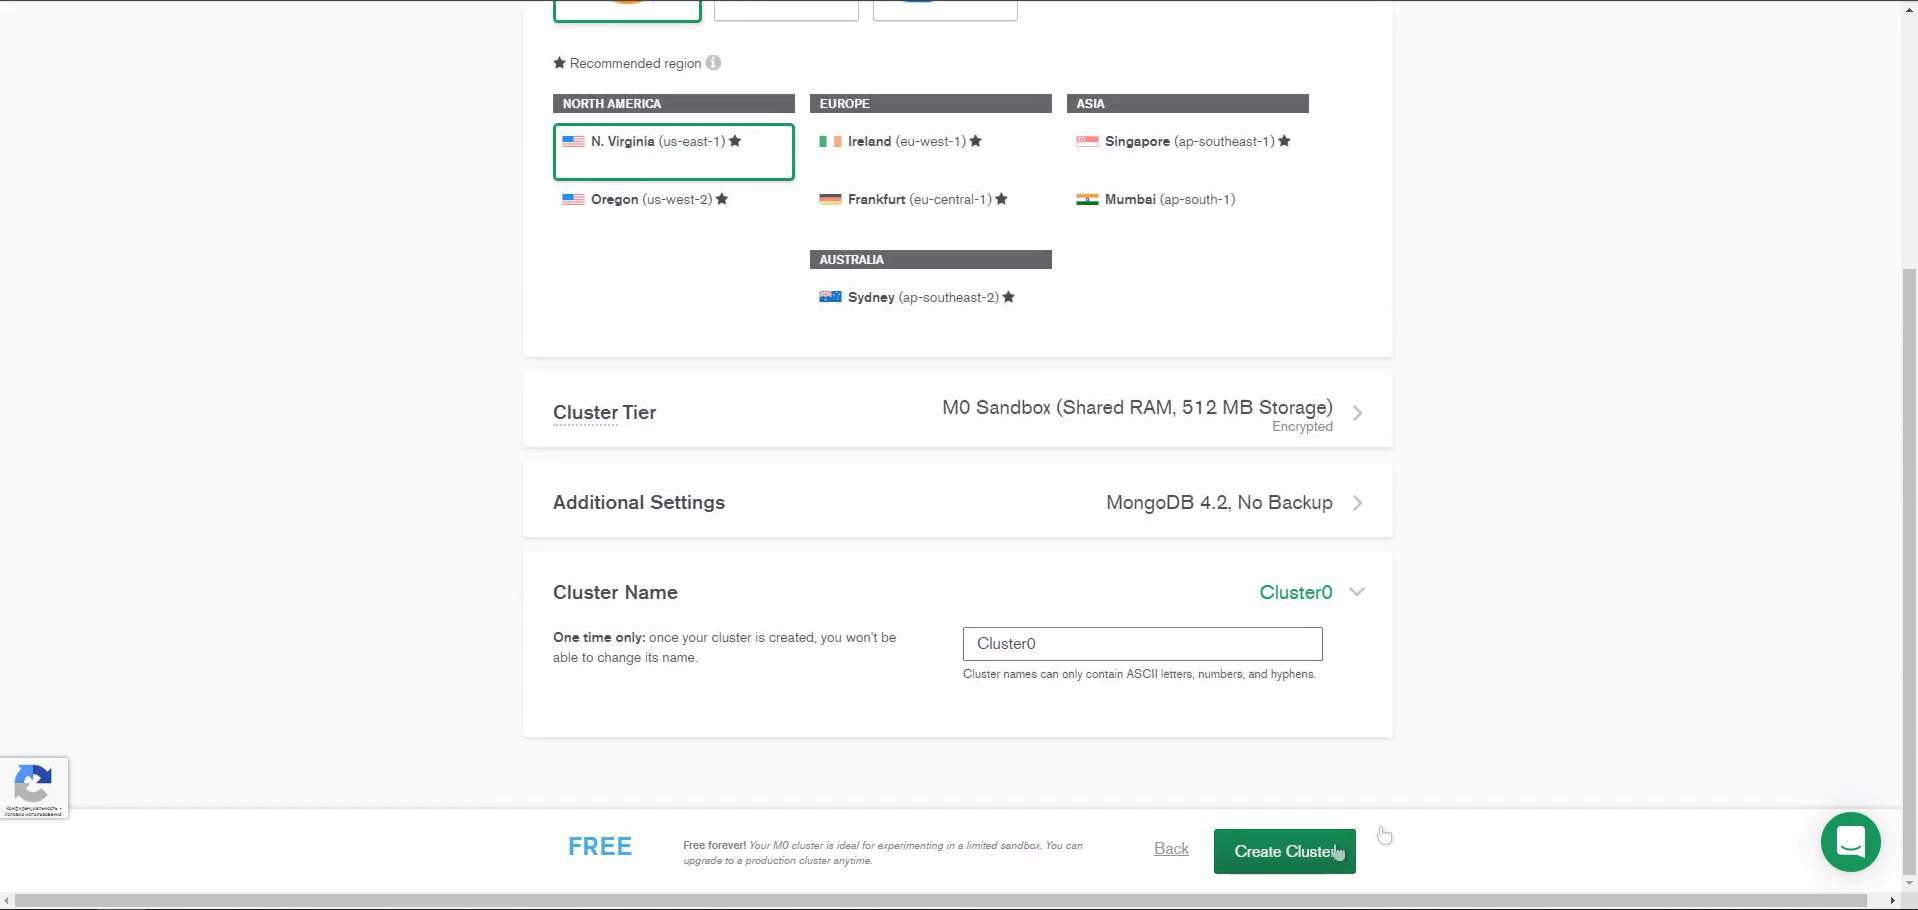 Recommended region
NORTH AMERICA
N. Virginia (us-east-1)
Oregon (us-west-2)
EUROPE
Ireland (eu-west-1)
Frankfurt (eu-central-1)
ASIA
Singapore (ap-southeast-1)
Mumbai (ap-south-1)
AUSTRALIA
Sydney (ap-southeast-2)
Cluster Tier
M0 Sandbox (Shared RAM, 512 MB Storage)
Encrypted
Additional Settings
MongoDB 4.2, No Backup
Cluster Name
Cluster0
One time only: once your cluster is created, you won't be
able to change its name.
Cluster0
Cluster names can only contain ASCII letters, numbers, and hyphens.
Конфиденциальность -
Условия использования
FREE
Free forever! Your M0 cluster is ideal for experimenting in a limited sandbox. You can
upgrade to a production cluster anytime.
Back
Create Cluster